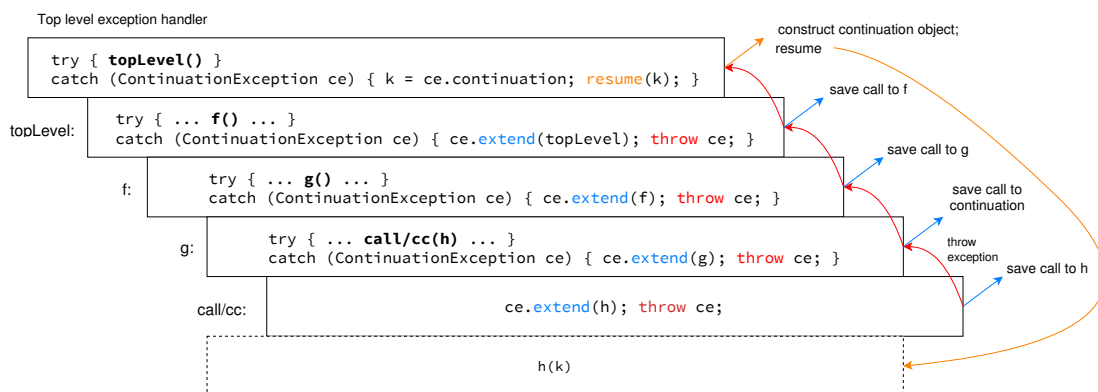 Top level exception handler
construct continuation object;
resume
try { topLevel() }
catch (ContinuationException ce) { k = ce.continuation; resume(k); }
save call to f
topLevel:
try { ... f() ... }
catch (ContinuationException ce) { ce.extend(topLevel); throw ce; }
save call to g
f:
try { ... g() ... }
catch (ContinuationException ce) { ce.extend(f); throw ce; }
save call to
continuation
g:
try { ... call/cc(h) ... }
catch (ContinuationException ce) { ce.extend(g); throw ce; }
throw
exception
save call to h
call/cc:
ce.extend(h); throw ce;
h(k)